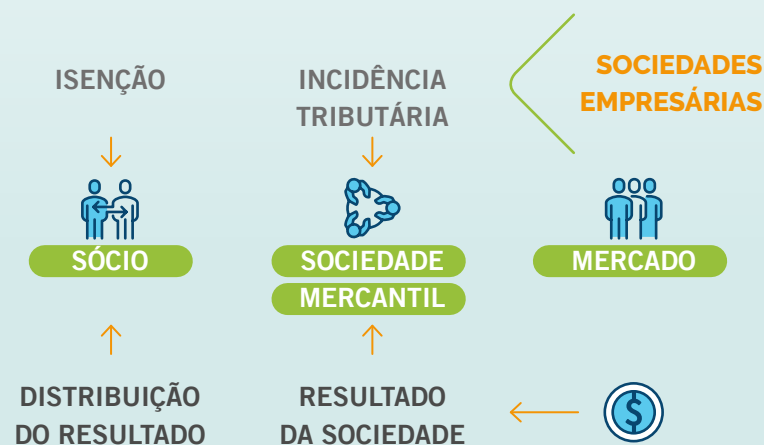 SOCIEDADES
EMPRESÁRIAS
ISENÇÃO
INCIDÊNCIA
TRIBUTÁRIA
SÓCIO
SOCIEDADE
MERCANTIL
MERCADO
DISTRIBUIÇÃO
DO RESULTADO
RESULTADO
DA SOCIEDADE
$